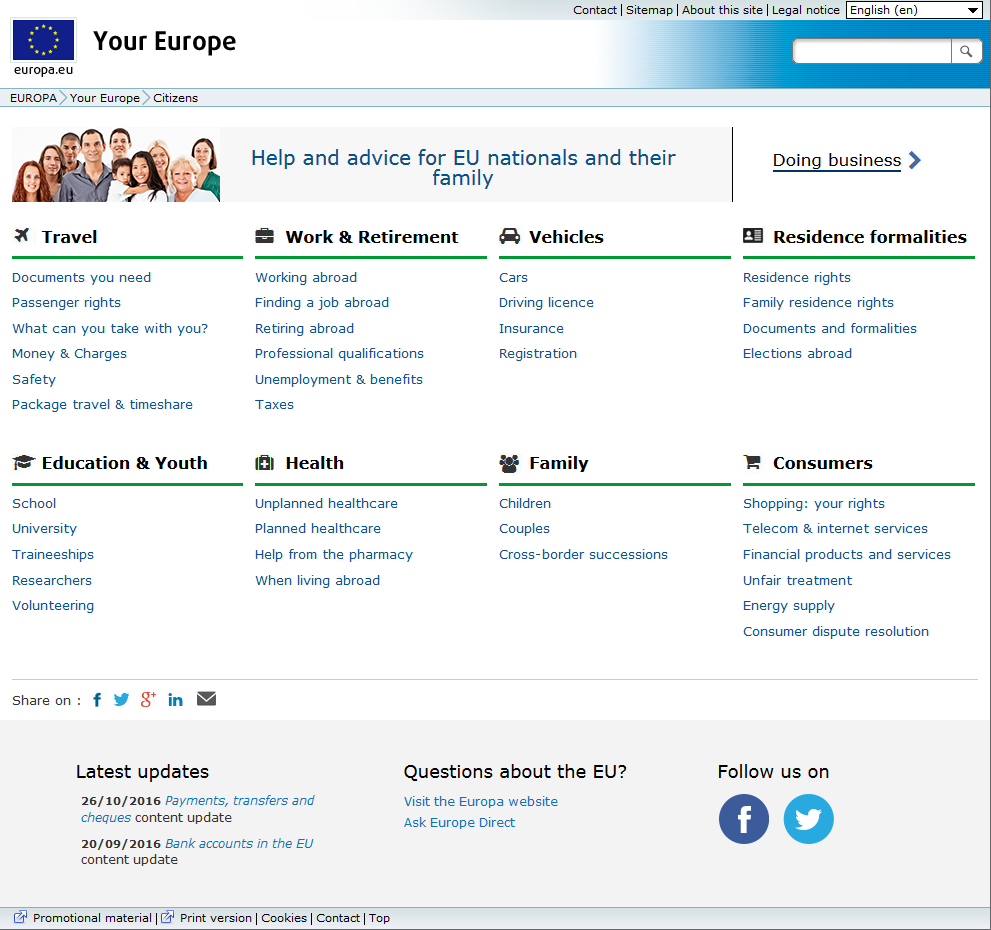 Contact | Sitemap | About this site | Legal notice English (en)
Your Europe
europa.eu
EUROPA Your Europe Citizens
Help and advice for EU nationals and their
family
Doing business
Travel
Documents you need
Passenger rights
What can you take with you?
Money & Charges
Safety
Package travel & timeshare
Work & Retirement
Working abroad
Finding a job abroad
Retiring abroad
Professional qualifications
Unemployment & benefits
Taxes
Vehicles
Cars
Driving licence
Insurance
Registration
Residence formalities
Residence rights
Family residence rights
Documents and formalities
Elections abroad
Education & Youth
School
University
Traineeships
Researchers
Volunteering
Health
Unplanned healthcare
Planned healthcare
Help from the pharmacy
When living abroad
Family
Children
Couples
Cross-border successions
Consumers
Shopping: your rights
Telecom & internet services
Financial products and services
Unfair treatment
Energy supply
Consumer dispute resolution
Share on : f g+ in
Latest updates
26/10/2016 Payments, transfers and
cheques content update
20/09/2016 Bank accounts in the EU
content update
Questions about the EU?
Visit the Europa website
Ask Europe Direct
Follow us on
f
Promotional material | Print version | Cookies | Contact | Top